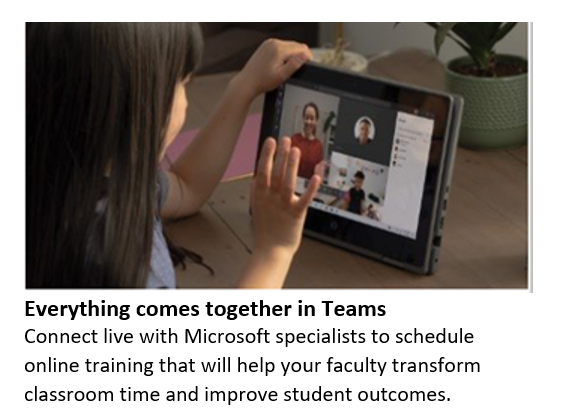 Everything comes together in Teams
Connect live with Microsoft specialists to schedule
online training that will help your faculty transform
classroom time and improve student outcomes.